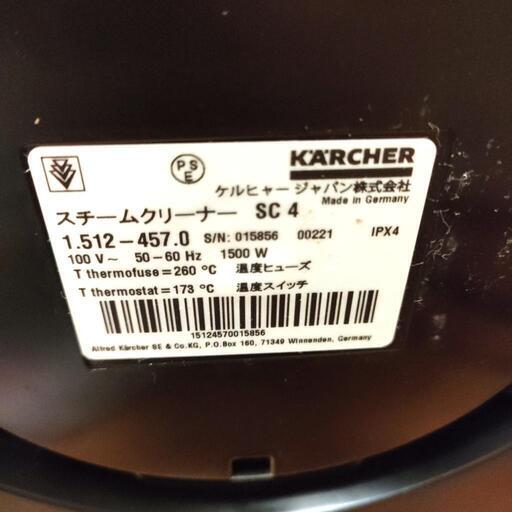 PSE
KÄRCHER
ケルヒャー ジャパン株式会社
Made in Germany
スチームクリーナー SC 4
1.512-457.0 S/N: 015856 00221 IPX4
100 V~ 50-60 Hz 1500 W
T thermofuse=260 °C 温度ヒューズ
T thermostat=173 °C 温度スイッチ
15124570015856
Alfred Kärcher SE & Co.KG, P.O.Box 160, 71349 Winnenden, Germany